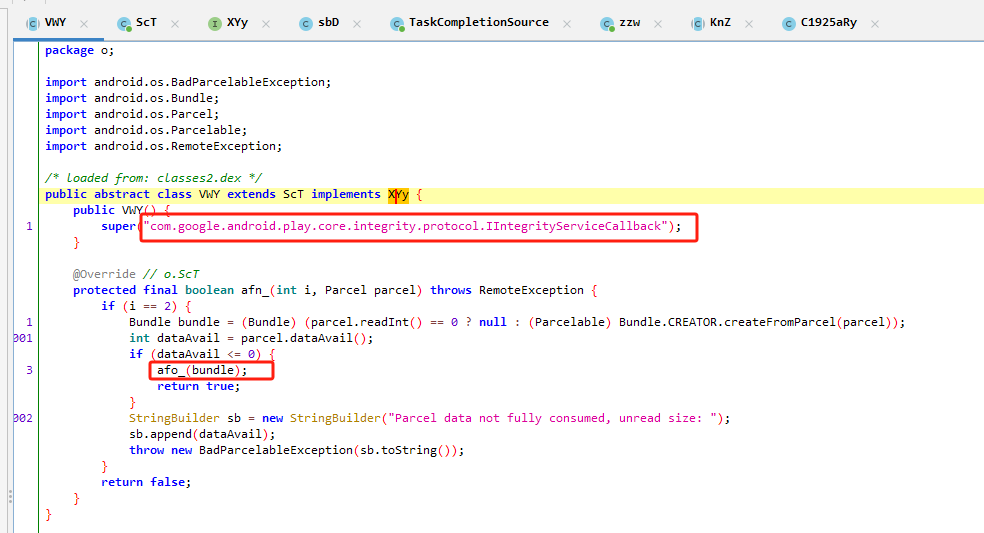 VWY ScT XYy sbD TaskCompletionSource zzw KnZ C1925aRy
package o;
import android.os.BadParcelableException;
import android.os.Bundle;
import android.os.Parcel;
import android.os.Parcelable;
import android.os.RemoteException;
/* loaded from: classes2.dex */
public abstract class VWY extends ScT implements XYy {
public VWY() {
1 super("com.google.android.play.core.integrity.protocol.IIntegrityServiceCallback");
}
@Override // o.ScT
protected final boolean afn_(int i, Parcel parcel) throws RemoteException {
if (i == 2) {
1 Bundle bundle = (Bundle) (parcel.readInt() == 0 ? null : (Parcelable) Bundle.CREATOR.createFromParcel(parcel));
001 int dataAvail = parcel.dataAvail();
if (dataAvail <= 0) {
3 afo_(bundle);
return true;
}
002 StringBuilder sb = new StringBuilder("Parcel data not fully consumed, unread size: ");
sb.append(dataAvail);
throw new BadParcelableException(sb.toString());
}
return false;
}
}